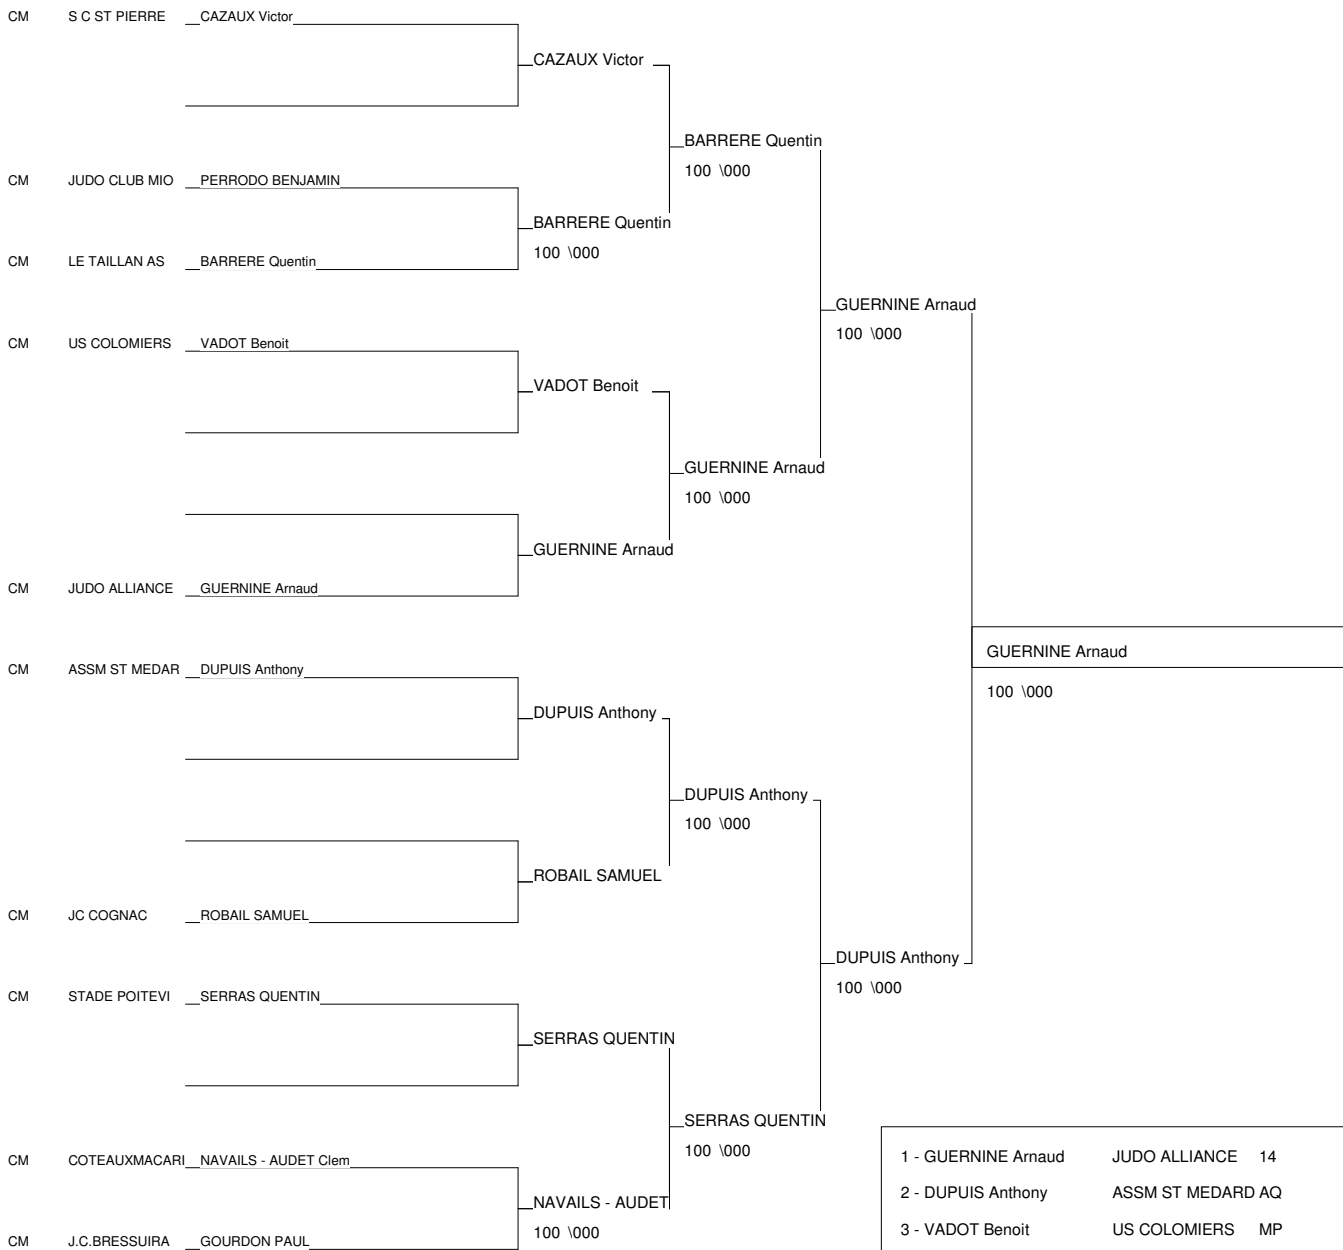 CM S C ST PIERRE CAZAUX Victor
CAZAUX Victor
BARRERE Quentin
100 \000
CM JUDO CLUB MIO PERRODO BENJAMIN
BARRERE Quentin
100 \000
CM LE TAILLAN AS BARRERE Quentin
GUERNINE Arnaud
100 \000
CM US COLOMIERS VADOT Benoit
VADOT Benoit
GUERNINE Arnaud
100 \000
GUERNINE Arnaud
CM JUDO ALLIANCE GUERNINE Arnaud
GUERNINE Arnaud
100 \000
CM ASSM ST MEDAR DUPUIS Anthony
DUPUIS Anthony
DUPUIS Anthony
100 \000
ROBAIL SAMUEL
CM JC COGNAC ROBAIL SAMUEL
DUPUIS Anthony
100 \000
CM STADE POITEVI SERRAS QUENTIN
SERRAS QUENTIN
SERRAS QUENTIN
100 \000
CM COTEAUXMACARI NAVAILS - AUDET Clem
NAVAILS - AUDET
100 \000
CM J.C.BRESSUIRA GOURDON PAUL
1 - GUERNINE Arnaud JUDO ALLIANCE 14
2 - DUPUIS Anthony ASSM ST MEDARD AQ
3 - VADOT Benoit US COLOMIERS MP